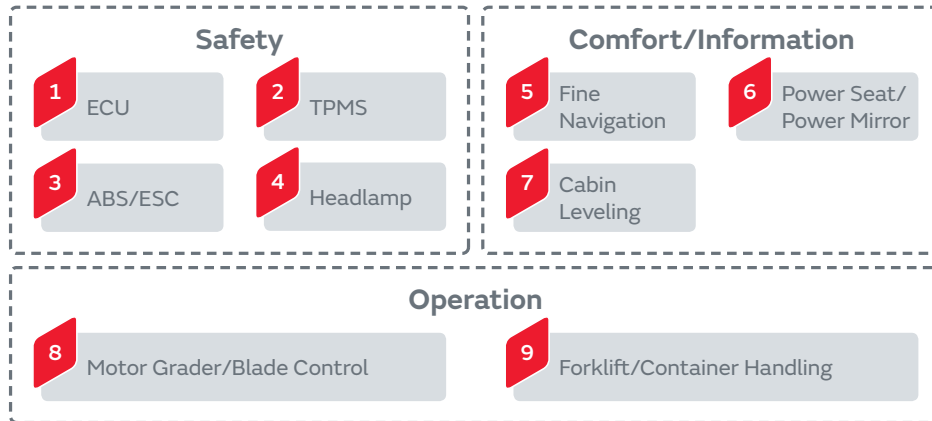 Safety
1
ECU
2
TPMS
3
ABS/ESC
4
Headlamp
Comfort/Information
5
Fine
Navigation
6
Power Seat/
Power Mirror
7
Cabin
Leveling
Operation
8
Motor Grader/Blade Control
9
Forklift/Container Handling